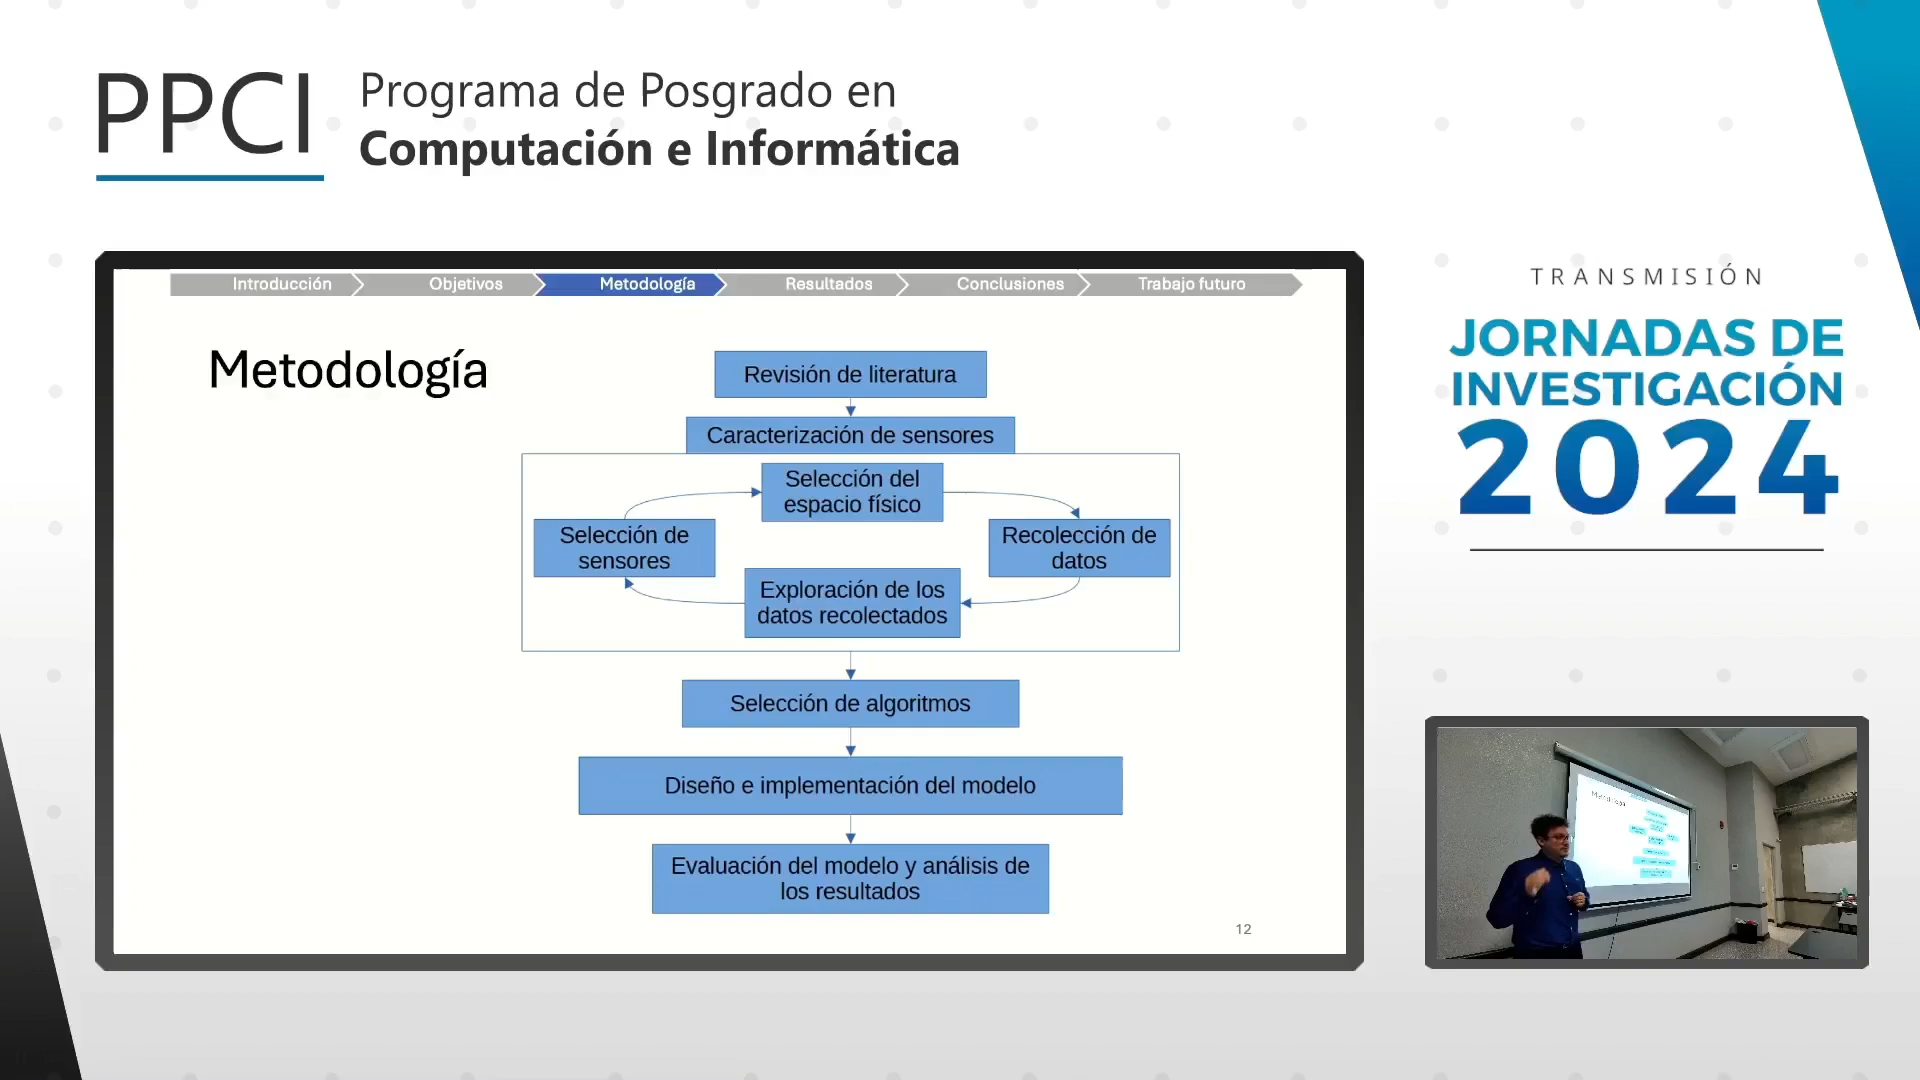 PPCI
Programa de Posgrado en
Computación e Informática
Introducción
Objetivos
Metodología
Resultados
Conclusiones
Trabajo futuro
Metodología
Revisión de literatura
Caracterización de sensores
Selección del
espacio físico
Selección de
sensores
Recolección de
datos
Exploración de los
datos recolectados
Selección de algoritmos
Diseño e implementación del modelo
Evaluación del modelo y análisis de
los resultados
12
TRANSMISIÓN
JORNADAS DE
INVESTIGACIÓN
2024
Metodología